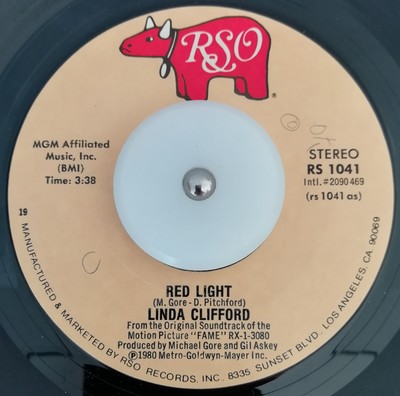 RSO
MGM Affiliated
Music, Inc.
(BMI)
Time: 3:38
STEREO
RS 1041
Intl.#2090469
(rs 1041 as)
19
RED LIGHT
(M. Gore-D. Pitchford)
LINDA CLIFFORD
From the Original Soundtrack of the
Motion Picture "FAME" RX-1-3080
Produced by Michael Gore and Gil Askey
℗1980 Metro-Goldwyn-Mayer Inc.
MANUFACTURED & MARKETED BY RSO RECORDS, INC. 8335 SUNSET BLVD. LOS ANGELES, CA 90069